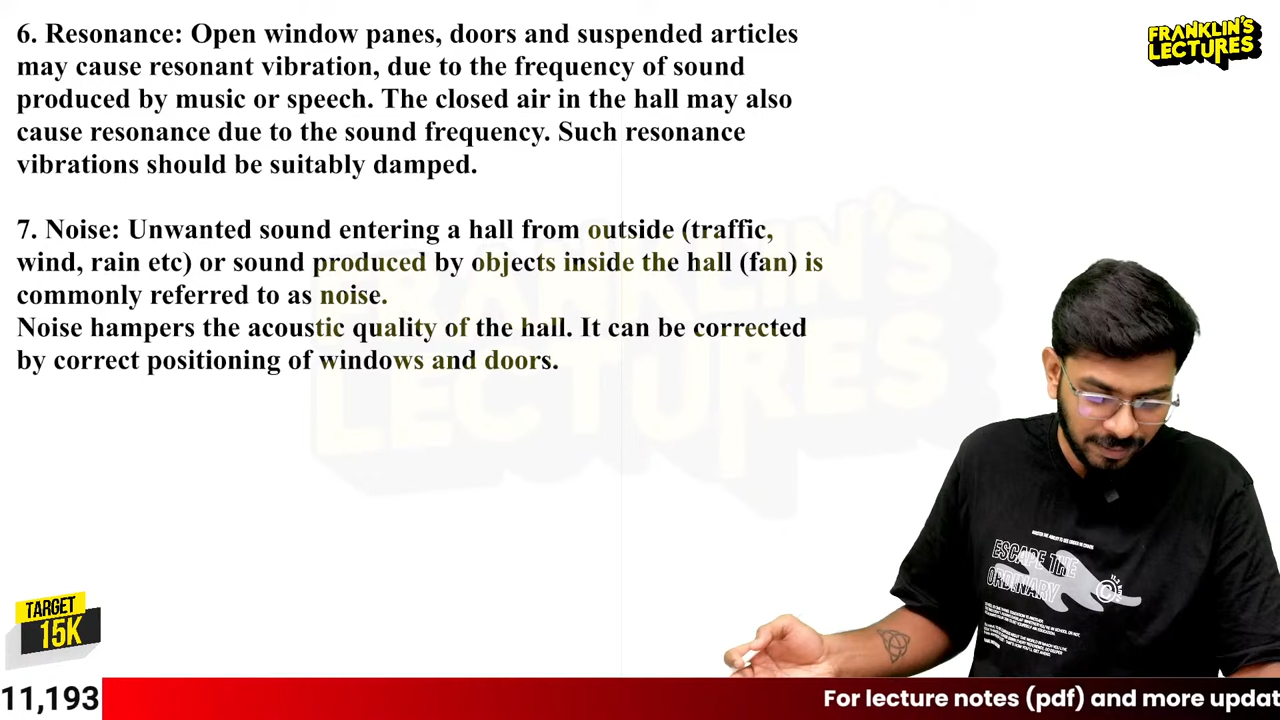 6. Resonance: Open window panes, doors and suspended articles
may cause resonant vibration, due to the frequency of sound
produced by music or speech. The closed air in the hall may also
cause resonance due to the sound frequency. Such resonance
vibrations should be suitably damped.
7. Noise: Unwanted sound entering a hall from outside (traffic,
wind, rain etc) or sound produced by objects inside the hall (fan) is
commonly referred to as noise.
Noise hampers the acoustic quality of the hall. It can be corrected
by correct positioning of windows and doors.
FRANKLIN'S
LECTURES
FRANKLIN'S
LECTURES
ESCAPE THE
ORDINARY
TARGET
15K
11,193
For lecture notes (pdf) and more updat